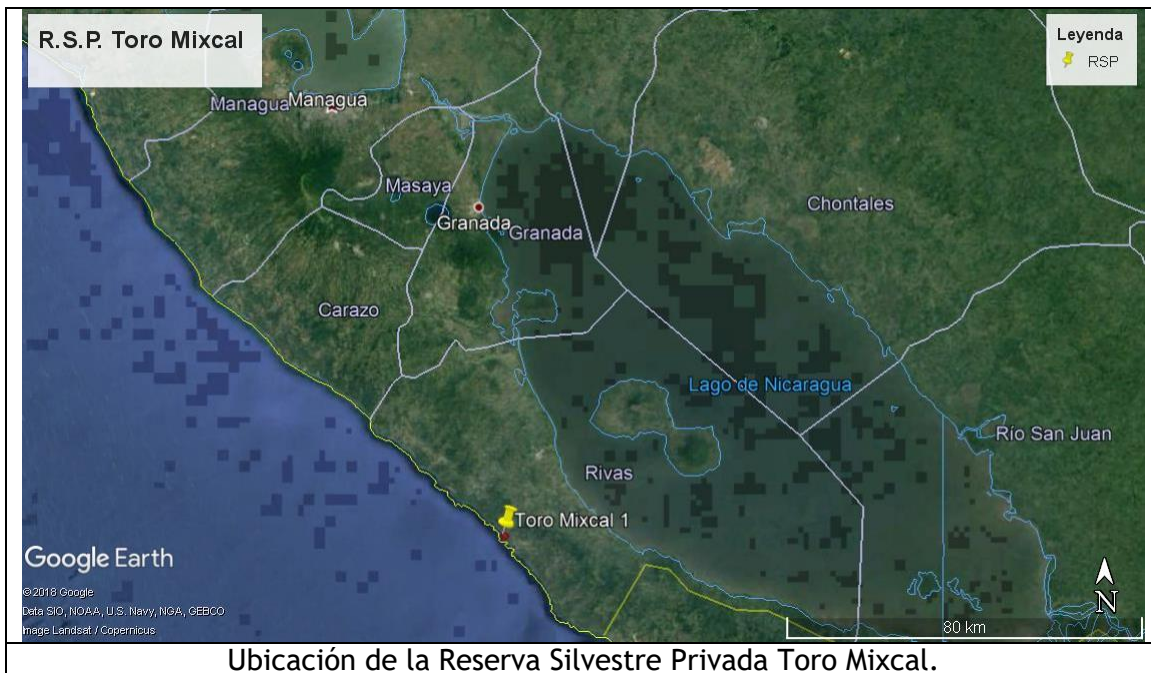 R.S.P. Toro Mixcal
Leyenda
RSP
Managua
Managua
Masaya
Granada
Granada
Chontales
Carazo
Lago de Nicaragua
Río San Juan
Rivas
Toro Mixcal 1
Google Earth
©2018 Google
Data SIO, NOAA, U.S. Navy, NGA, GEBCO
Image Landsat / Copernicus
N
80 km
Ubicación de la Reserva Silvestre Privada Toro Mixcal.